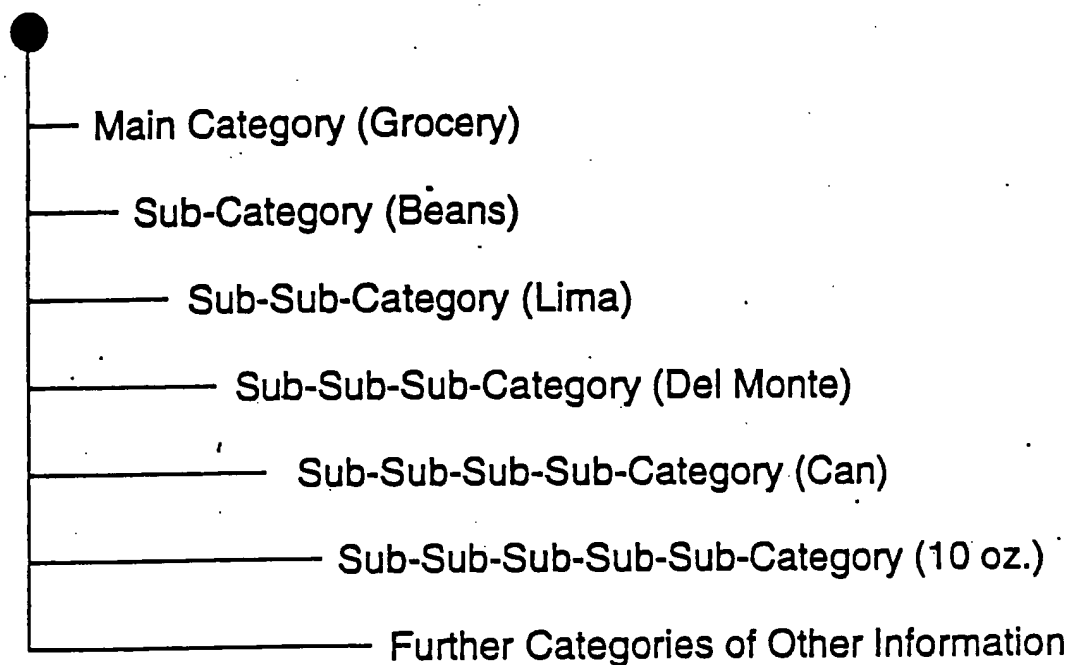 Main Category (Grocery)
Sub-Category (Beans)
Sub-Sub-Category (Lima)
Sub-Sub-Sub-Category (Del Monte)
Sub-Sub-Sub-Sub-Category (Can)
Sub-Sub-Sub-Sub-Sub-Category (10 oz.)
Further Categories of Other Information